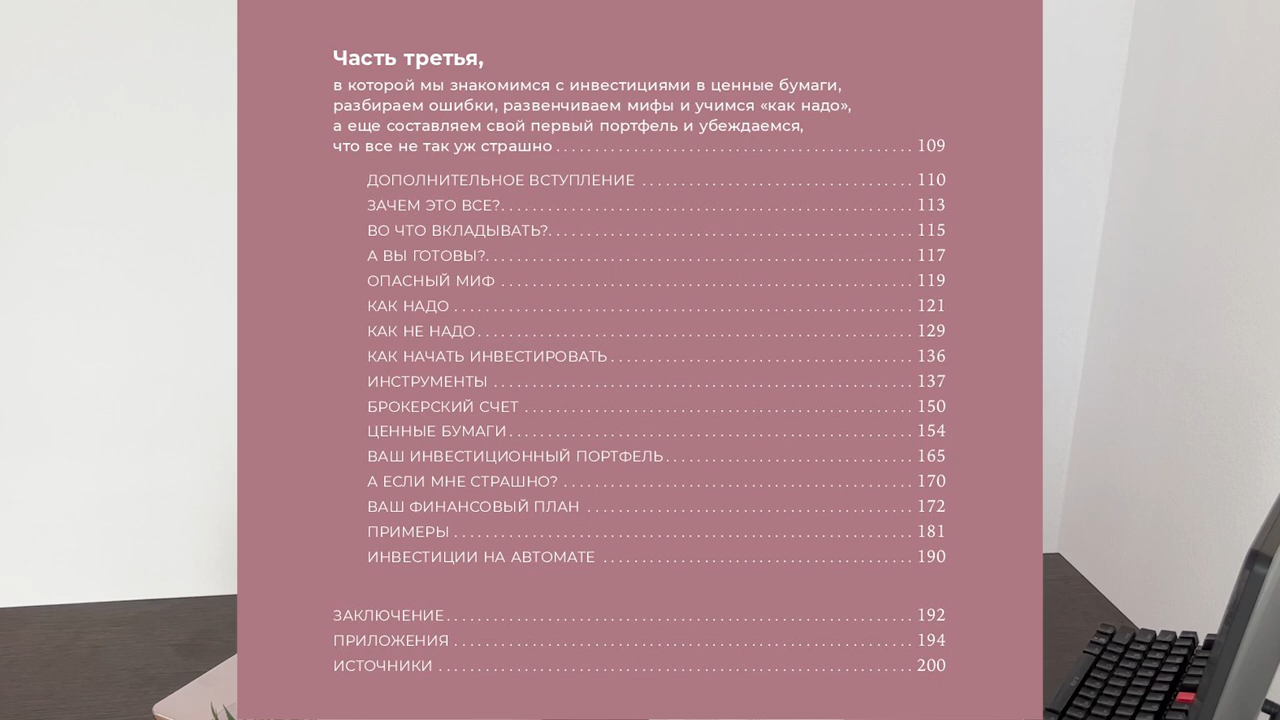 Часть третья,
в которой мы знакомимся с инвестициями в ценные бумаги,
разбираем ошибки, развенчиваем мифы и учимся «как надо»,
а еще составляем свой первый портфель и убеждаемся,
что все не так уж страшно . . . . . . . . . . . . . . . . . . . . . . . . . . . . . . . . . . . . . . . . 109
ДОПОЛНИТЕЛЬНОЕ ВСТУПЛЕНИЕ . . . . . . . . . . . . . . . . . . . . . . . . . . . . . . 110
ЗАЧЕМ ЭТО ВСЕ? . . . . . . . . . . . . . . . . . . . . . . . . . . . . . . . . . . . . . . . . . . . . . 113
ВО ЧТО ВКЛАДЫВАТЬ? . . . . . . . . . . . . . . . . . . . . . . . . . . . . . . . . . . . . . . . . 115
А ВЫ ГОТОВЫ? . . . . . . . . . . . . . . . . . . . . . . . . . . . . . . . . . . . . . . . . . . . . . . . 117
ОПАСНЫЙ МИФ . . . . . . . . . . . . . . . . . . . . . . . . . . . . . . . . . . . . . . . . . . . . . . 119
КАК НАДО . . . . . . . . . . . . . . . . . . . . . . . . . . . . . . . . . . . . . . . . . . . . . . . . . . . 121
КАК НЕ НАДО . . . . . . . . . . . . . . . . . . . . . . . . . . . . . . . . . . . . . . . . . . . . . . . . 129
КАК НАЧАТЬ ИНВЕСТИРОВАТЬ . . . . . . . . . . . . . . . . . . . . . . . . . . . . . . . . . 136
ИНСТРУМЕНТЫ . . . . . . . . . . . . . . . . . . . . . . . . . . . . . . . . . . . . . . . . . . . . . . . 137
БРОКЕРСКИЙ СЧЕТ . . . . . . . . . . . . . . . . . . . . . . . . . . . . . . . . . . . . . . . . . . . 150
ЦЕННЫЕ БУМАГИ . . . . . . . . . . . . . . . . . . . . . . . . . . . . . . . . . . . . . . . . . . . . . 154
ВАШ ИНВЕСТИЦИОННЫЙ ПОРТФЕЛЬ . . . . . . . . . . . . . . . . . . . . . . . . . . . 165
А ЕСЛИ МНЕ СТРАШНО? . . . . . . . . . . . . . . . . . . . . . . . . . . . . . . . . . . . . . . . 170
ВАШ ФИНАНСОВЫЙ ПЛАН . . . . . . . . . . . . . . . . . . . . . . . . . . . . . . . . . . . . 172
ПРИМЕРЫ . . . . . . . . . . . . . . . . . . . . . . . . . . . . . . . . . . . . . . . . . . . . . . . . . . . 181
ИНВЕСТИЦИИ НА АВТОМАТЕ . . . . . . . . . . . . . . . . . . . . . . . . . . . . . . . . . . 190
ЗАКЛЮЧЕНИЕ . . . . . . . . . . . . . . . . . . . . . . . . . . . . . . . . . . . . . . . . . . . . . . . . . . . 192
ПРИЛОЖЕНИЯ . . . . . . . . . . . . . . . . . . . . . . . . . . . . . . . . . . . . . . . . . . . . . . . . . . . 194
ИСТОЧНИКИ . . . . . . . . . . . . . . . . . . . . . . . . . . . . . . . . . . . . . . . . . . . . . . . . . . . . 200